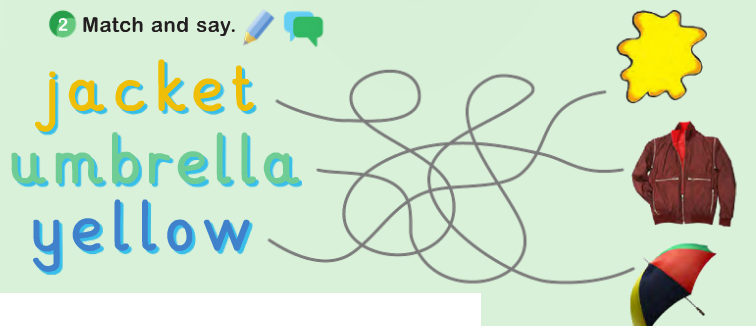 2 Match and say.
jacket
umbrella
yellow